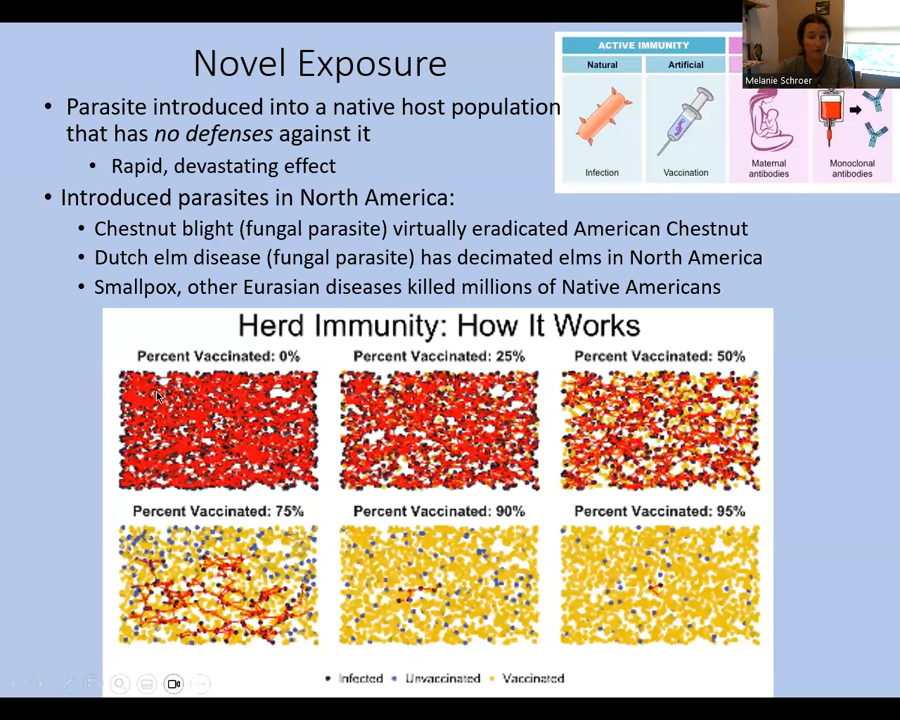 Novel Exposure
• Parasite introduced into a native host population
that has no defenses against it
• Rapid, devastating effect
• Introduced parasites in North America:
• Chestnut blight (fungal parasite) virtually eradicated American Chestnut
• Dutch elm disease (fungal parasite) has decimated elms in North America
• Smallpox, other Eurasian diseases killed millions of Native Americans
ACTIVE IMMUNITY
Natural
Artificial
Infection
Vaccination
Maternal
antibodies
Monoclonal
antibodies
Melanie Schroer
Herd Immunity: How It Works
Percent Vaccinated: 0%
Percent Vaccinated: 25%
Percent Vaccinated: 50%
Percent Vaccinated: 75%
Percent Vaccinated: 90%
Percent Vaccinated: 95%
• Infected • Unvaccinated • Vaccinated